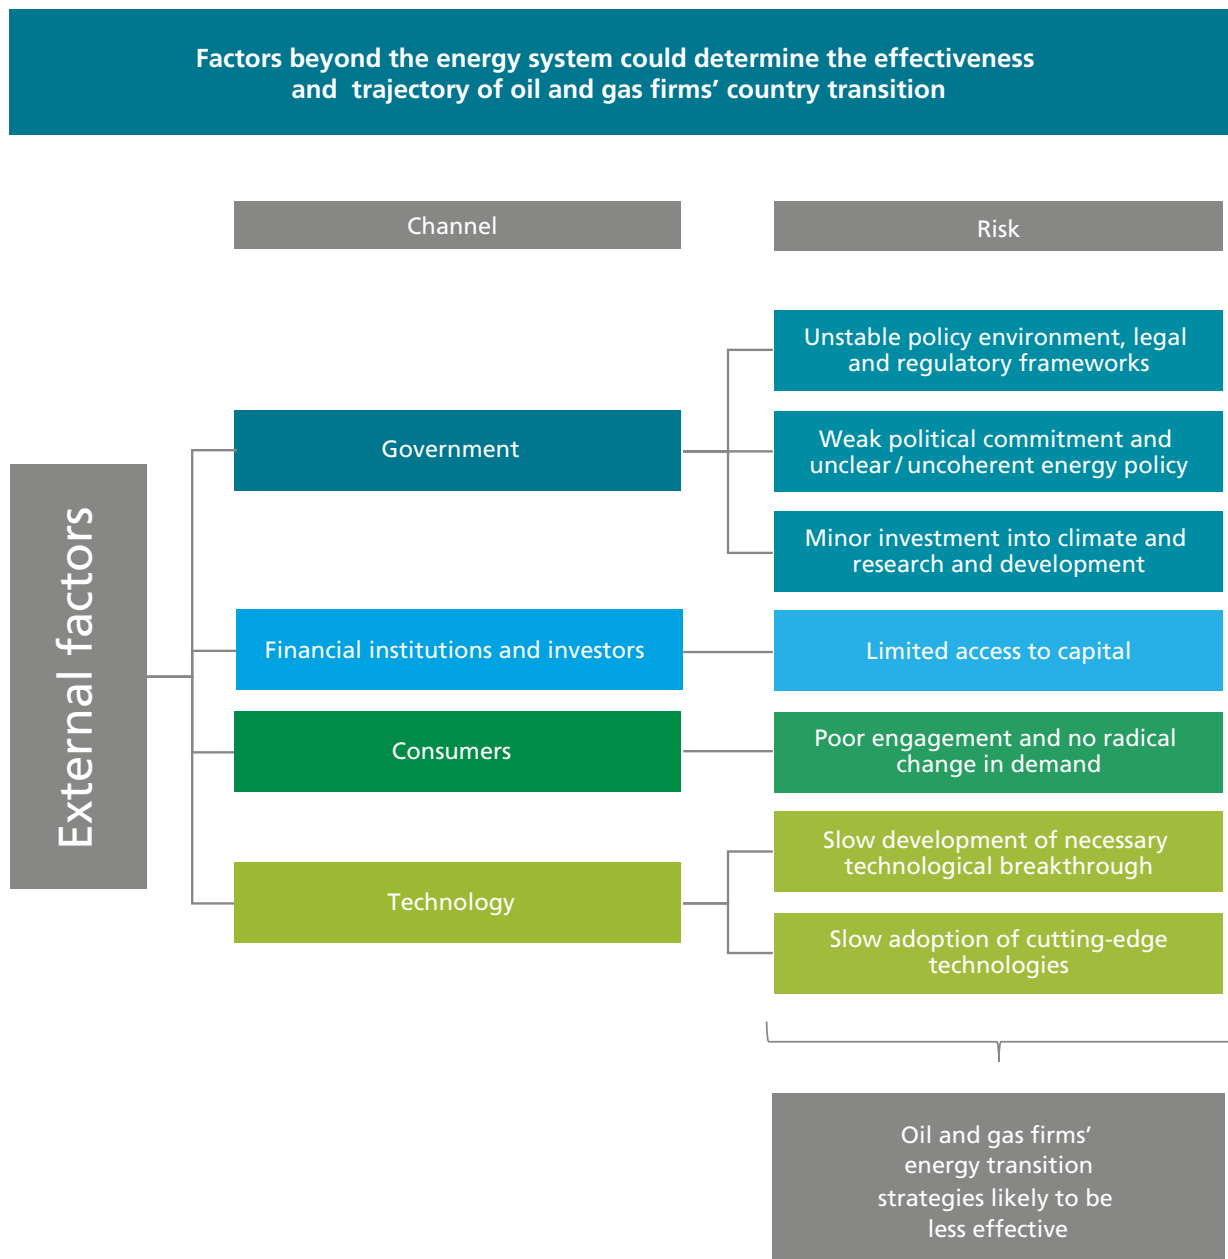 Factors beyond the energy system could determine the effectiveness
and trajectory of oil and gas firms’ country transition
Channel
Risk
External factors
Government
Unstable policy environment, legal
and regulatory frameworks
Weak political commitment and
unclear / uncoherent energy policy
Minor investment into climate and
research and development
Financial institutions and investors
Limited access to capital
Consumers
Poor engagement and no radical
change in demand
Technology
Slow development of necessary
technological breakthrough
Slow adoption of cutting-edge
technologies
Oil and gas firms’
energy transition
strategies likely to be
less effective